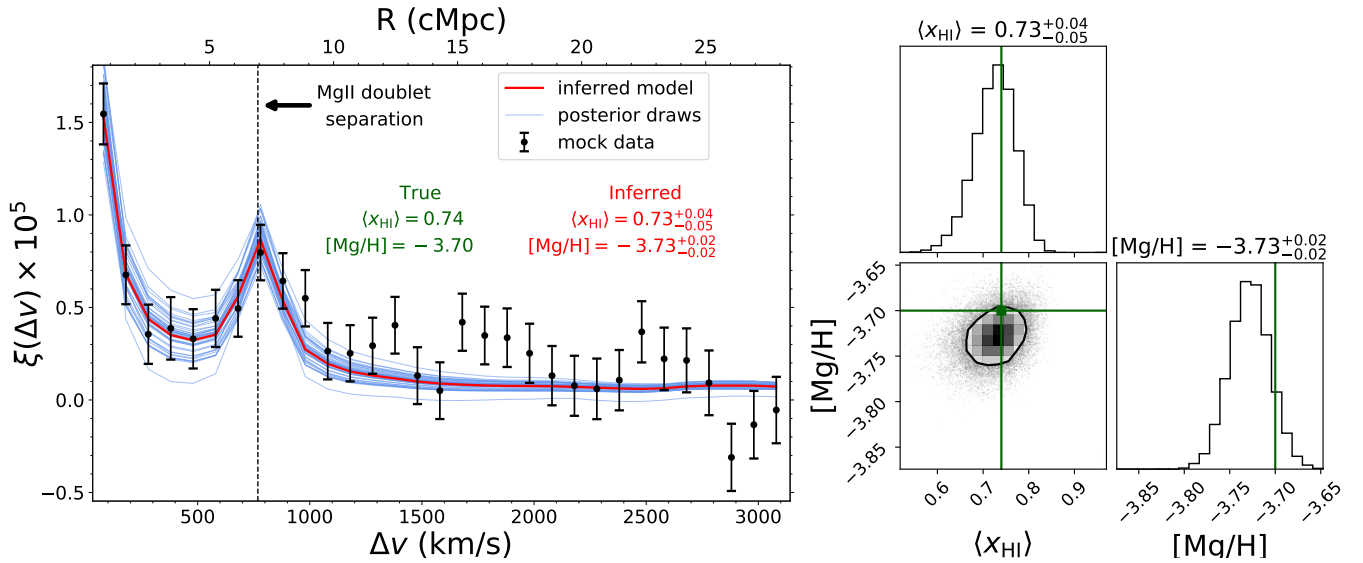 R (cMpc)
5 10 15 20 25
ξ(Δv) × 10⁵
1.5
1.0
0.5
0.0
−0.5
500 1000 1500 2000 2500 3000
Δv (km/s)
MgII doublet
separation
inferred model
posterior draws
mock data
True
⟨x_HI⟩ = 0.74
[Mg/H] = − 3.70
Inferred
⟨x_HI⟩ = 0.73^{+0.04}_{−0.05}
[Mg/H] = − 3.73^{+0.02}_{−0.02}
⟨x_HI⟩ = 0.73^{+0.04}_{−0.05}
[Mg/H] = −3.73^{+0.02}_{−0.02}
[Mg/H]
−3.65
−3.70
−3.75
−3.80
−3.85
0.6 0.7 0.8 0.9
⟨x_HI⟩
−3.85 −3.80 −3.75 −3.70 −3.65
[Mg/H]